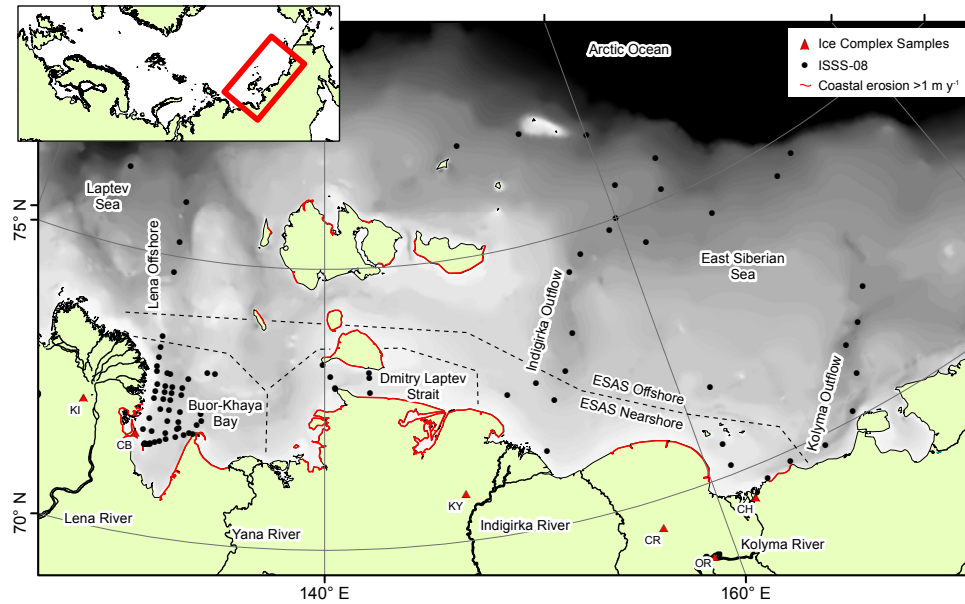 Arctic Ocean
Ice Complex Samples
ISSS-08
Coastal erosion >1 m y⁻¹
Laptev
Sea
75° N
Lena Offshore
East Siberian
Sea
Indigirka Outflow
Kolyma Outflow
ESAS Offshore
ESAS Nearshore
Dmitry Laptev
Strait
Buor-Khaya
Bay
KI
CB
KY
CH
CR
OR
70° N
Lena River
Yana River
Indigirka River
Kolyma River
140° E
160° E